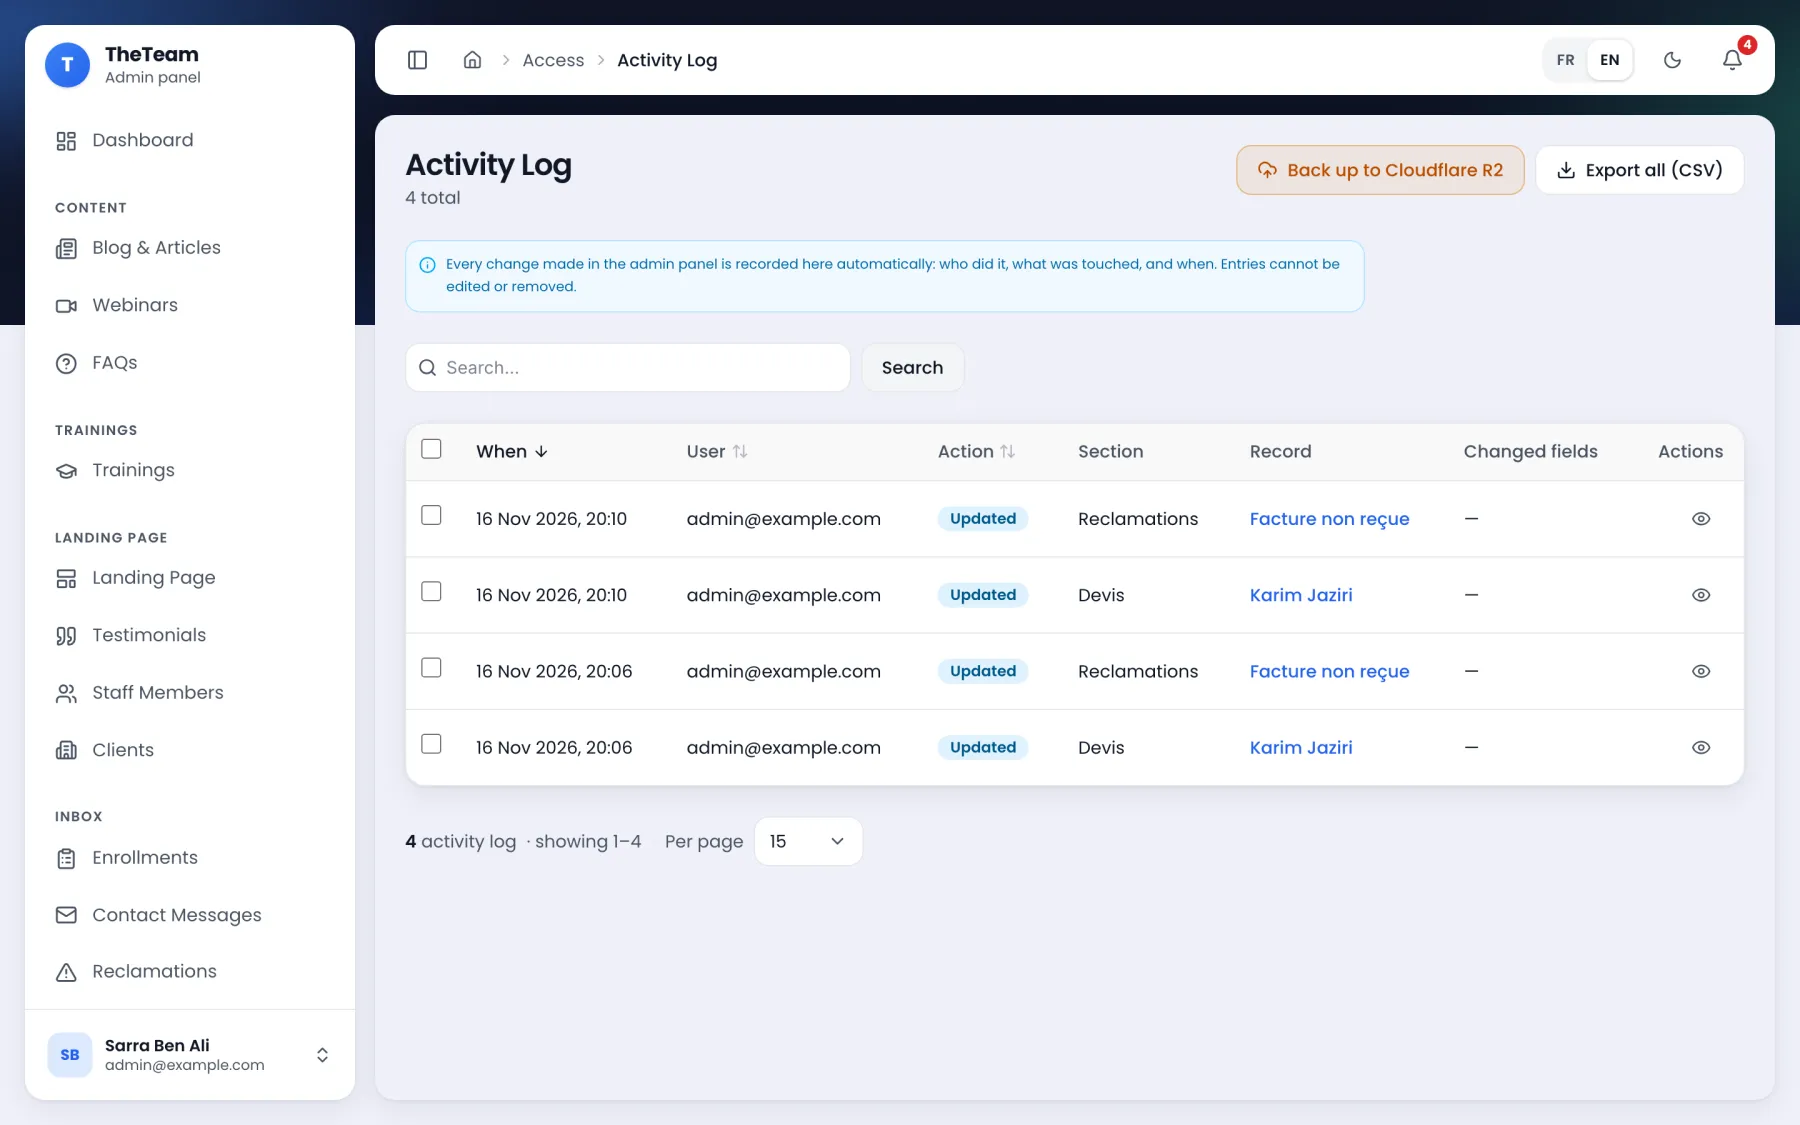 T
TheTeam
Admin panel
Dashboard
CONTENT
Blog & Articles
Webinars
FAQs
TRAININGS
Trainings
LANDING PAGE
Landing Page
Testimonials
Staff Members
Clients
INBOX
Enrollments
Contact Messages
Reclamations
SB
Sarra Ben Ali
admin@example.com
Access
Activity Log
FR
EN
4
Activity Log
4 total
Back up to Cloudflare R2
Export all (CSV)
Every change made in the admin panel is recorded here automatically: who did it, what was touched, and when. Entries cannot be
edited or removed.
Search...
Search
When User Action Section Record Changed fields Actions
16 Nov 2026, 20:10 admin@example.com Updated Reclamations Facture non reçue —
16 Nov 2026, 20:10 admin@example.com Updated Devis Karim Jaziri —
16 Nov 2026, 20:06 admin@example.com Updated Reclamations Facture non reçue —
16 Nov 2026, 20:06 admin@example.com Updated Devis Karim Jaziri —
4 activity log · showing 1–4 Per page 15